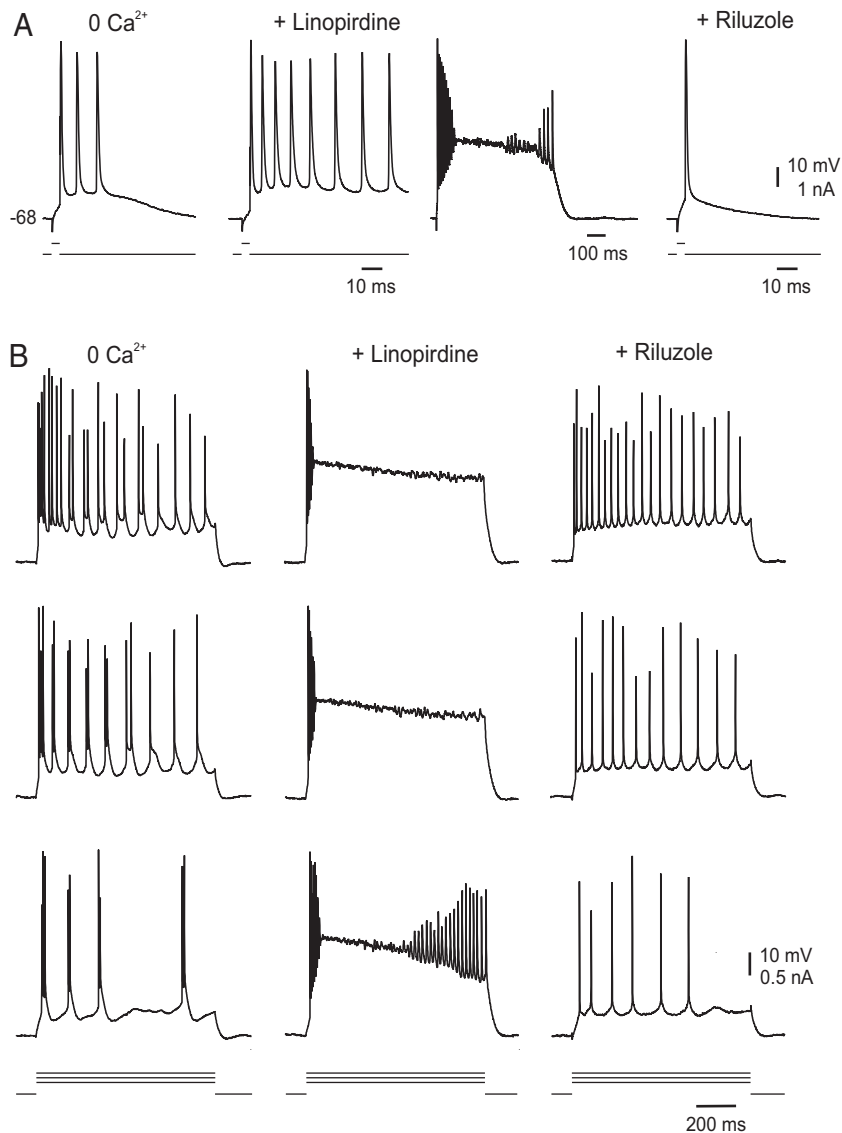 A
0 Ca²⁺
+ Linopirdine
+ Riluzole
10 mV
1 nA
-68
100 ms
10 ms
10 ms
B
0 Ca²⁺
+ Linopirdine
+ Riluzole
10 mV
0.5 nA
200 ms